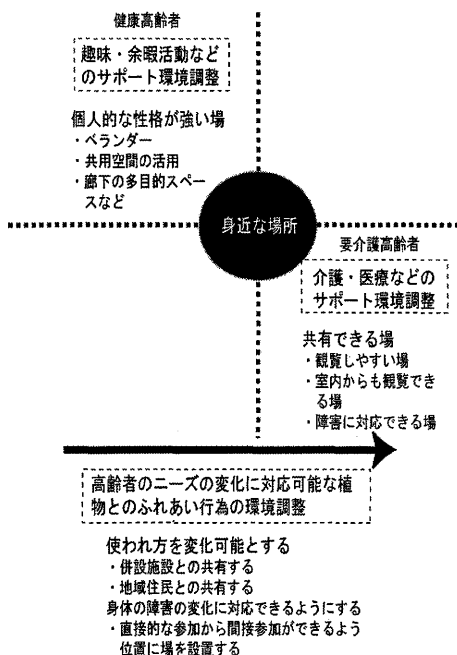 健康高齢者
趣味・余暇活動など
のサポート環境調整
個人的な性格が強い場
・ベランダー
・共用空間の活用
・廊下の多目的スペー
スなど
身近な場所
要介護高齢者
介護・医療などの
サポート環境調整
共有できる場
・観覧しやすい場
・室内からも観覧でき
る場
・障害に対応できる場
高齢者のニーズの変化に対応可能な植
物とのふれあい行為の環境調整
使われ方を変化可能とする
・併設施設との共有する
・地域住民との共有する
身体の障害の変化に対応できるようにする
・直接的な参加から間接参加ができるよう
位置に場を設置する